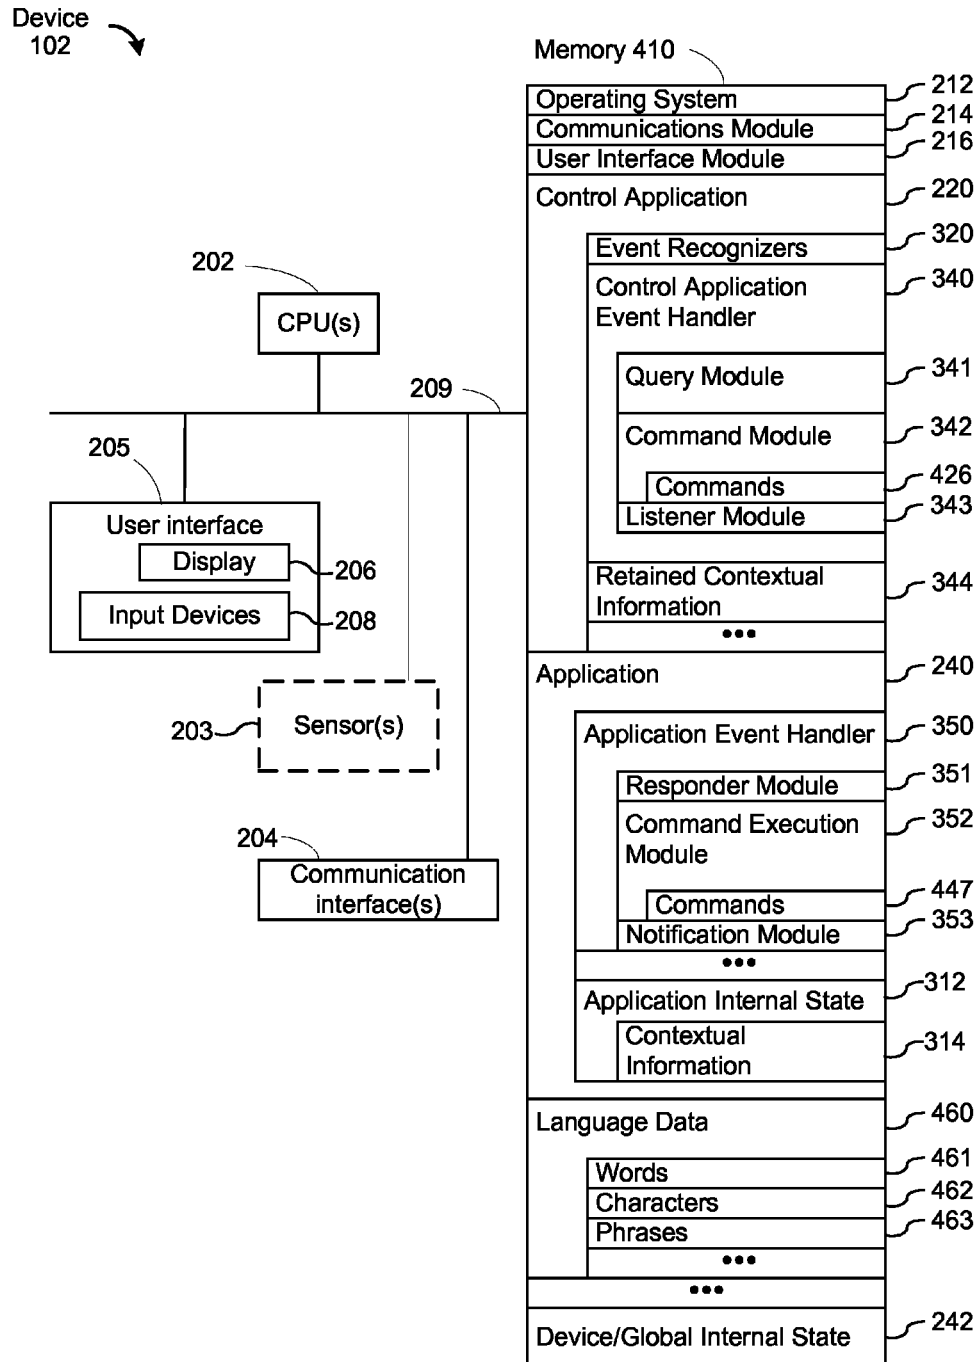 Device
102
Memory 410
Operating System
212
Communications Module
214
User Interface Module
216
Control Application
220
Event Recognizers
320
Control Application
Event Handler
340
Query Module
341
Command Module
342
Commands
426
Listener Module
343
Retained Contextual
Information
344
•••
202
CPU(s)
209
205
User interface
Display
206
Input Devices
208
203
Sensor(s)
204
Communication
interface(s)
Application
240
Application Event Handler
350
Responder Module
351
Command Execution
Module
352
Commands
447
Notification Module
353
•••
Application Internal State
312
Contextual
Information
314
Language Data
460
Words
461
Characters
462
Phrases
463
•••
•••
Device/Global Internal State
242